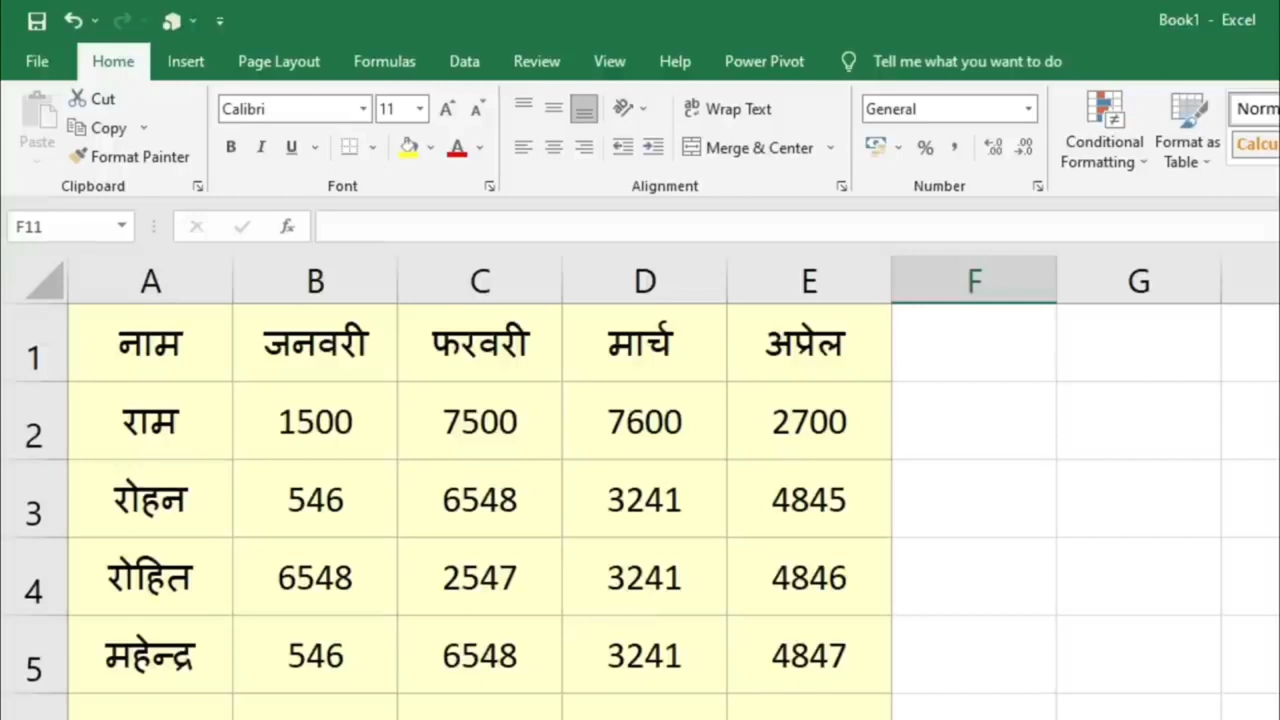 Book1 - Excel
File Home Insert Page Layout Formulas Data Review View Help Power Pivot Tell me what you want to do
Paste
Cut
Copy
Format Painter
Clipboard
Calibri 11
B I U A
Font
Wrap Text
Merge & Center
Alignment
General
%
Number
Conditional Formatting
Format as Table
Norm
Calcu
F11 fx
A B C D E F G
1 नाम जनवरी फरवरी मार्च अप्रेल
2 राम 1500 7500 7600 2700
3 रोहन 546 6548 3241 4845
4 रोहित 6548 2547 3241 4846
5 महेन्द्र 546 6548 3241 4847